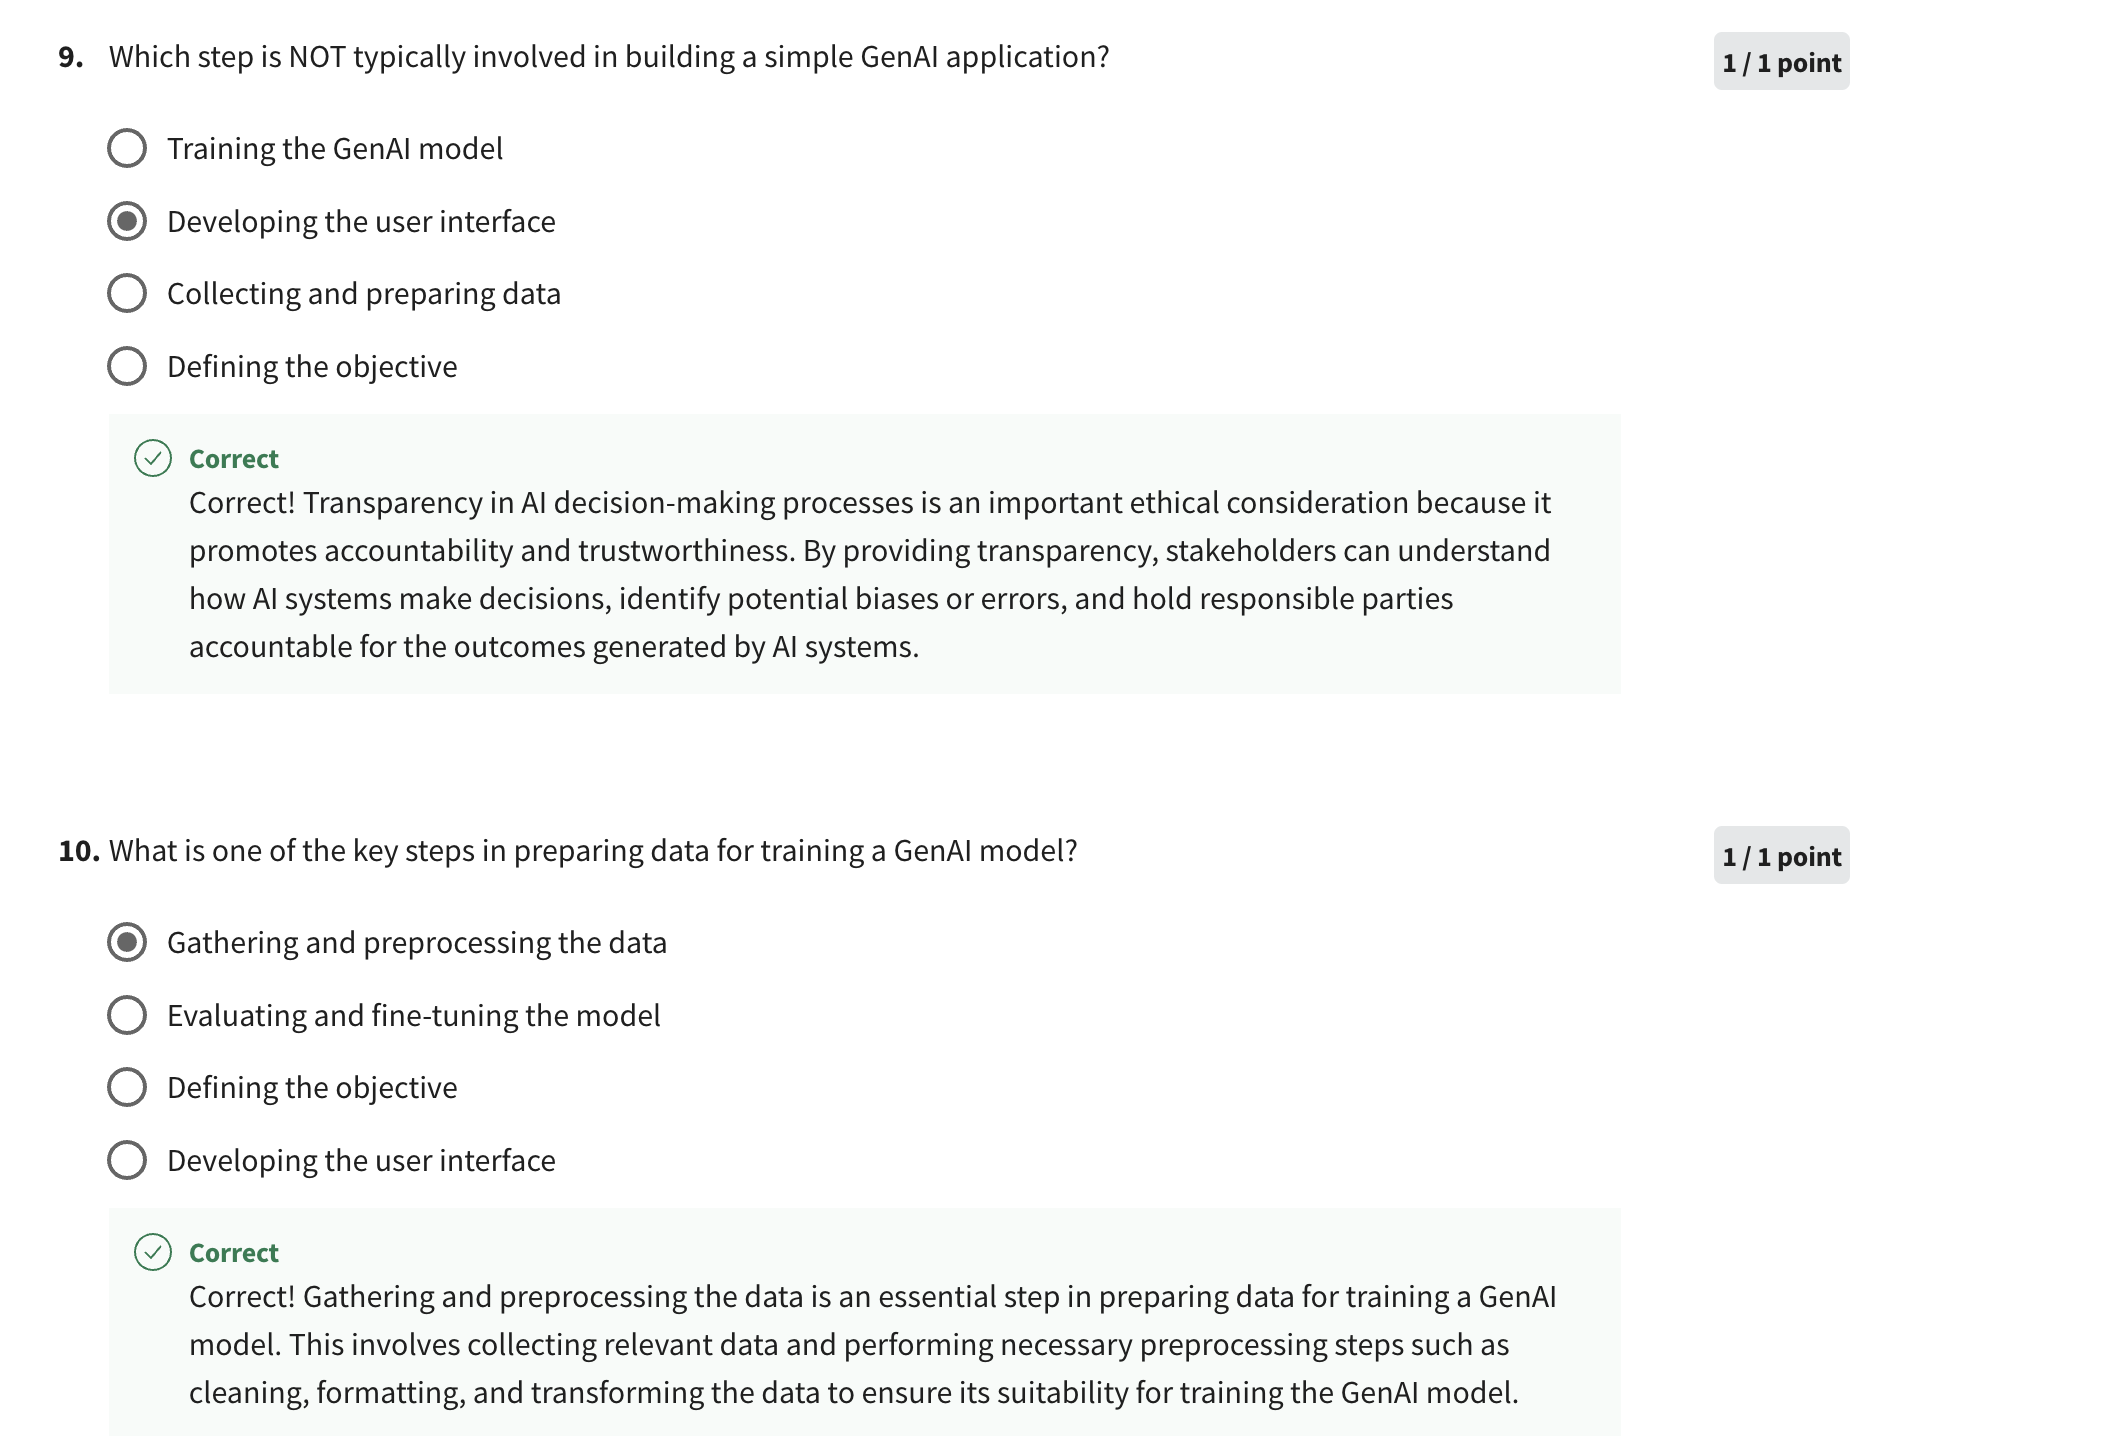 9. Which step is NOT typically involved in building a simple GenAI application?
1 / 1 point
Training the GenAI model
Developing the user interface
Collecting and preparing data
Defining the objective
Correct
Correct! Transparency in AI decision-making processes is an important ethical consideration because it
promotes accountability and trustworthiness. By providing transparency, stakeholders can understand
how AI systems make decisions, identify potential biases or errors, and hold responsible parties
accountable for the outcomes generated by AI systems.
10. What is one of the key steps in preparing data for training a GenAI model?
1 / 1 point
Gathering and preprocessing the data
Evaluating and fine-tuning the model
Defining the objective
Developing the user interface
Correct
Correct! Gathering and preprocessing the data is an essential step in preparing data for training a GenAI
model. This involves collecting relevant data and performing necessary preprocessing steps such as
cleaning, formatting, and transforming the data to ensure its suitability for training the GenAI model.